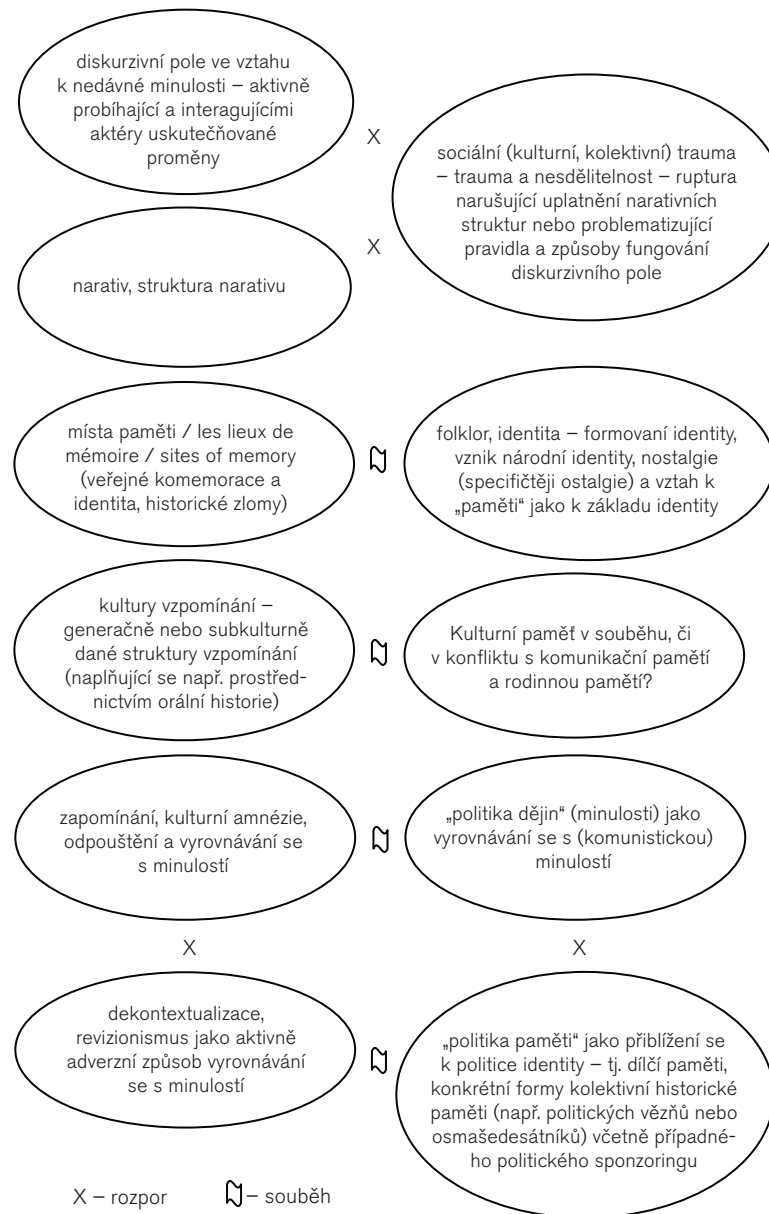 diskurzivní pole ve vztahu
k nedávné minulosti – aktivně
probíhající a interagujícími
aktéry uskutečňované
proměny
X
sociální (kulturní, kolektivní) trauma
– trauma a nesdělitelnost – ruptura
narušující uplatnění narativních
struktur nebo problematizující
pravidla a způsoby fungování
diskurzivního pole
X
narativ, struktura narativu
místa paměti / les lieux de
mémoire / sites of memory
(veřejné komemorace a
identita, historické zlomy)
folklor, identita – formovaní identity,
vznik národní identity, nostalgie
(specifičtěji ostalgie) a vztah k
„paměti“ jako k základu identity
kultury vzpomínání –
generačně nebo subkulturně
dané struktury vzpomínání
(naplňující se např. prostřed-
nictvím orální historie)
Kulturní paměť v souběhu, či
v konfliktu s komunikační pamětí
a rodinnou pamětí?
zapomínání, kulturní amnézie,
odpouštění a vyrovnávání se
s minulostí
„politika dějin“ (minulosti) jako
vyrovnávání se s (komunistickou)
minulostí
X
X
dekontextualizace,
revizionismus jako aktivně
adverzní způsob vyrovnávání
se s minulostí
„politika paměti“ jako přiblížení se
k politice identity – tj. dílčí paměti,
konkrétní formy kolektivní historické
paměti (např. politických vězňů nebo
osmašedesátníků) včetně případné-
ho politického sponzoringu
X – rozpor
– souběh